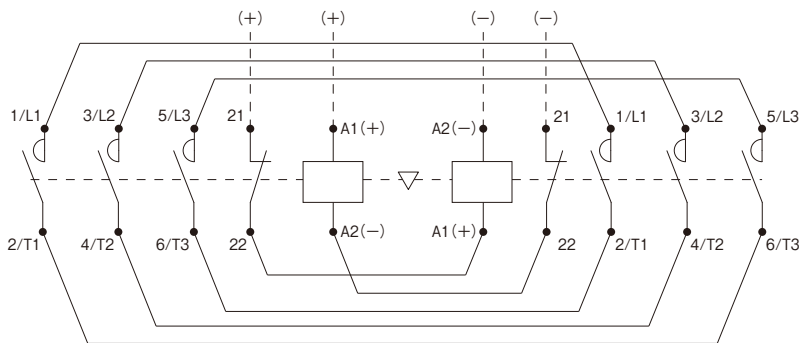 (+) (+) (−) (−)
1/L1 3/L2 5/L3 21 A1(+) A2(−) 21 1/L1 3/L2 5/L3
2/T1 4/T2 6/T3 22 A2(−) A1(+) 22 2/T1 4/T2 6/T3